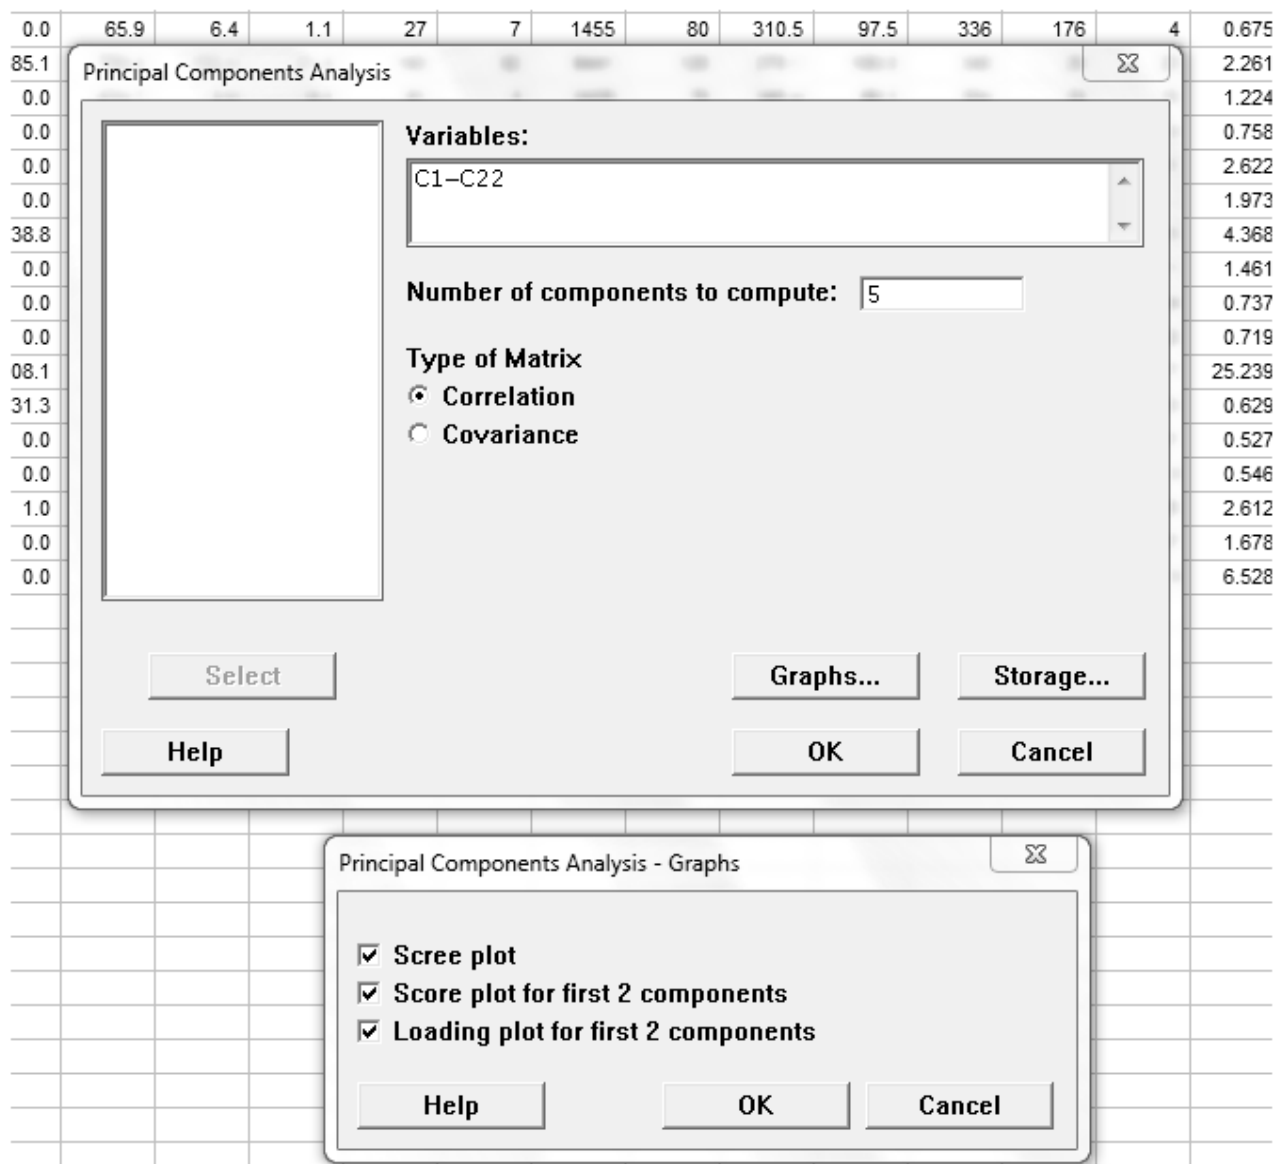 0.0 65.9 6.4 1.1 27 7 1455 80 310.5 97.5 336 176 4 0.675
85.1 2.261
Principal Components Analysis
0.0 1.224
0.0 Variables: 0.758
0.0 C1–C22 2.622
0.0 1.973
38.8 4.368
0.0 1.461
0.0 Number of components to compute: 5 0.737
0.0 0.719
08.1 Type of Matrix 25.239
31.3 Correlation 0.629
0.0 Covariance 0.527
0.0 0.546
1.0 2.612
0.0 1.678
0.0 6.528
Select Graphs... Storage...
Help OK Cancel
Principal Components Analysis - Graphs
Scree plot
Score plot for first 2 components
Loading plot for first 2 components
Help OK Cancel